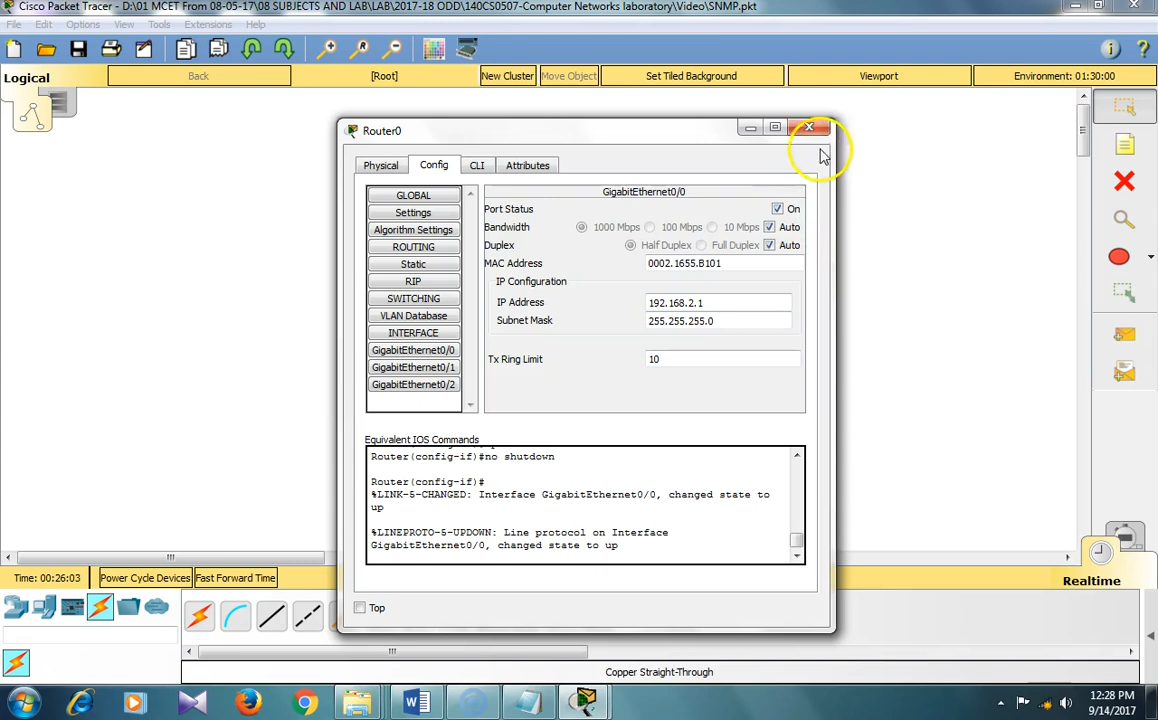 Cisco Packet Tracer - D:\01 MCET From 08-05-17\08 SUBJECTS AND LAB\LAB\2017-18 ODD\140CS0507-Computer Networks laboratory\Video\SNMP.pkt
File Edit Options View Tools Extensions Help
Logical Back [Root] New Cluster Move Object Set Tiled Background Viewport Environment: 01:30:00
Router0
Physical Config CLI Attributes
GLOBAL
Settings
Algorithm Settings
ROUTING
Static
RIP
SWITCHING
VLAN Database
INTERFACE
GigabitEthernet0/0
GigabitEthernet0/1
GigabitEthernet0/2
GigabitEthernet0/0
Port Status On
Bandwidth 1000 Mbps 100 Mbps 10 Mbps Auto
Duplex Half Duplex Full Duplex Auto
MAC Address 0002.1655.B101
IP Configuration
IP Address 192.168.2.1
Subnet Mask 255.255.255.0
Tx Ring Limit 10
Equivalent IOS Commands
Router(config-if)#no shutdown
Router(config-if)#
%LINK-5-CHANGED: Interface GigabitEthernet0/0, changed state to
up
%LINEPROTO-5-UPDOWN: Line protocol on Interface
GigabitEthernet0/0, changed state to up
Top
Time: 00:26:03 Power Cycle Devices Fast Forward Time
Realtime
Copper Straight-Through
12:28 PM
9/14/2017